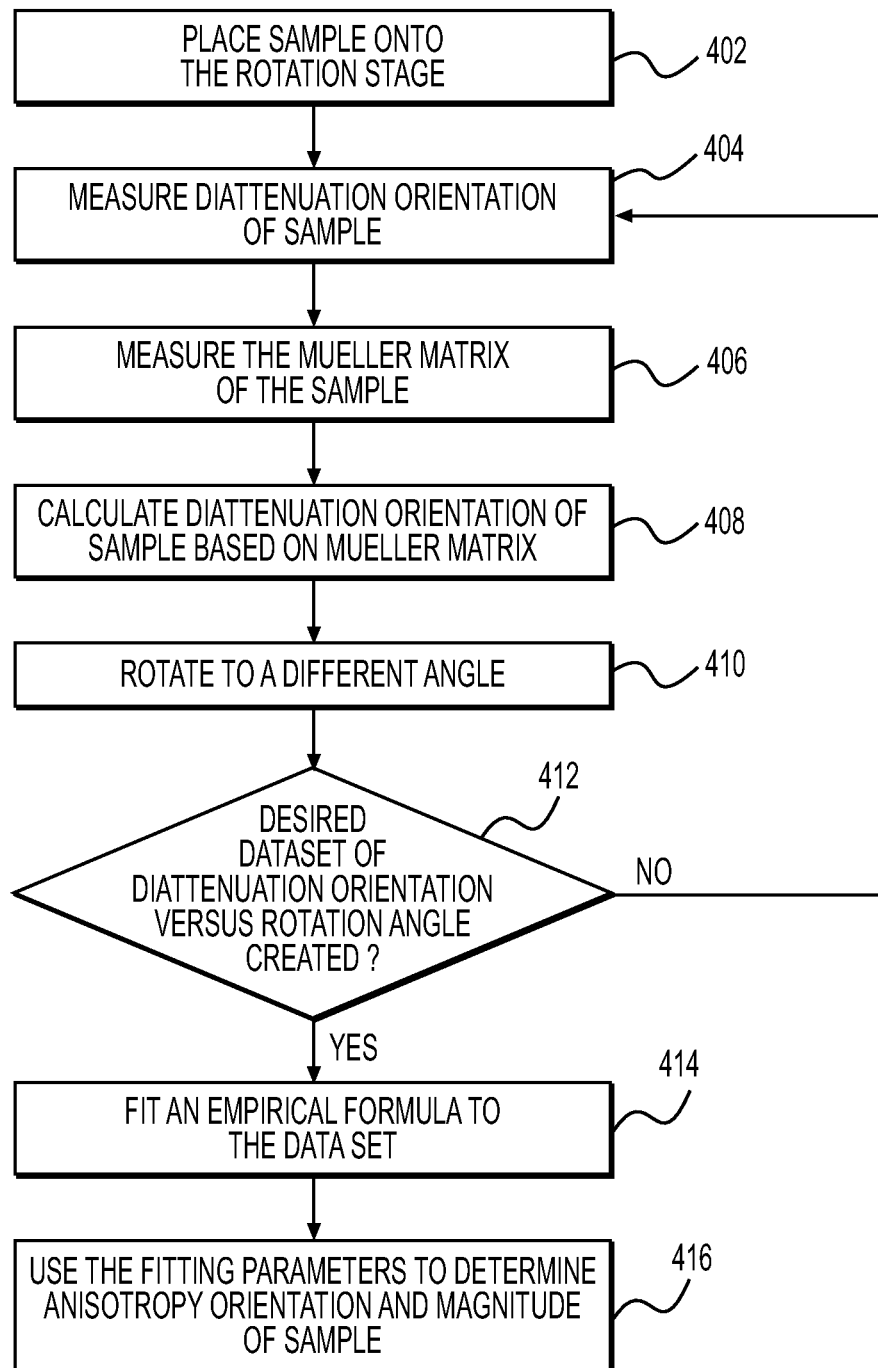 PLACE SAMPLE ONTO
THE ROTATION STAGE
402
MEASURE DIATTENUATION ORIENTATION
OF SAMPLE
404
MEASURE THE MUELLER MATRIX
OF THE SAMPLE
406
CALCULATE DIATTENUATION ORIENTATION OF
SAMPLE BASED ON MUELLER MATRIX
408
ROTATE TO A DIFFERENT ANGLE
410
DESIRED
DATASET OF
DIATTENUATION ORIENTATION
VERSUS ROTATION ANGLE
CREATED ?
412
NO
YES
FIT AN EMPIRICAL FORMULA TO
THE DATA SET
414
USE THE FITTING PARAMETERS TO DETERMINE
ANISOTROPY ORIENTATION AND MAGNITUDE
OF SAMPLE
416